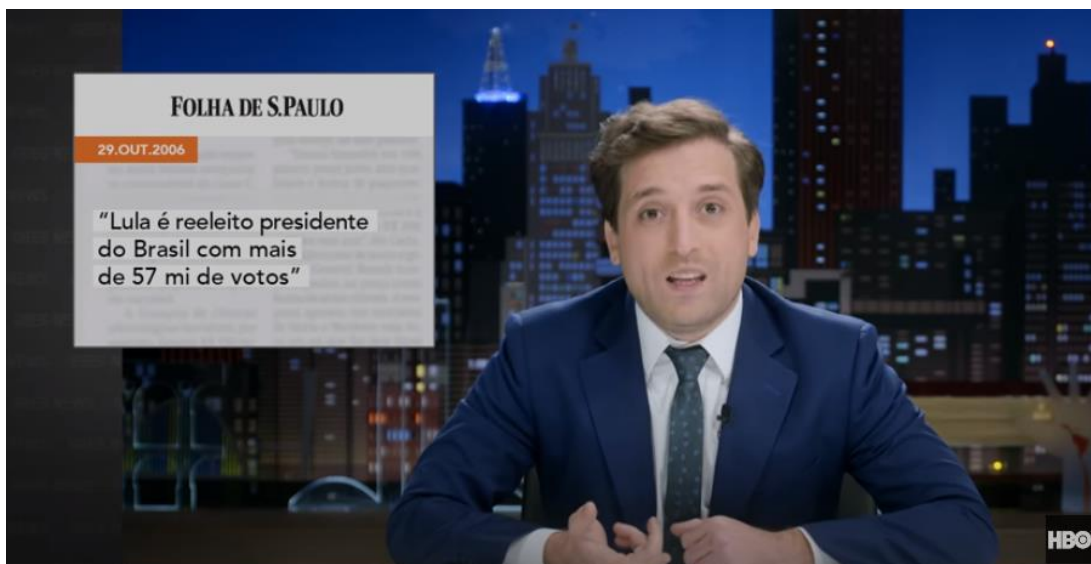 FOLHA DE S.PAULO
29.OUT.2006
“Lula é reeleito presidente
do Brasil com mais
de 57 mi de votos”
HBO